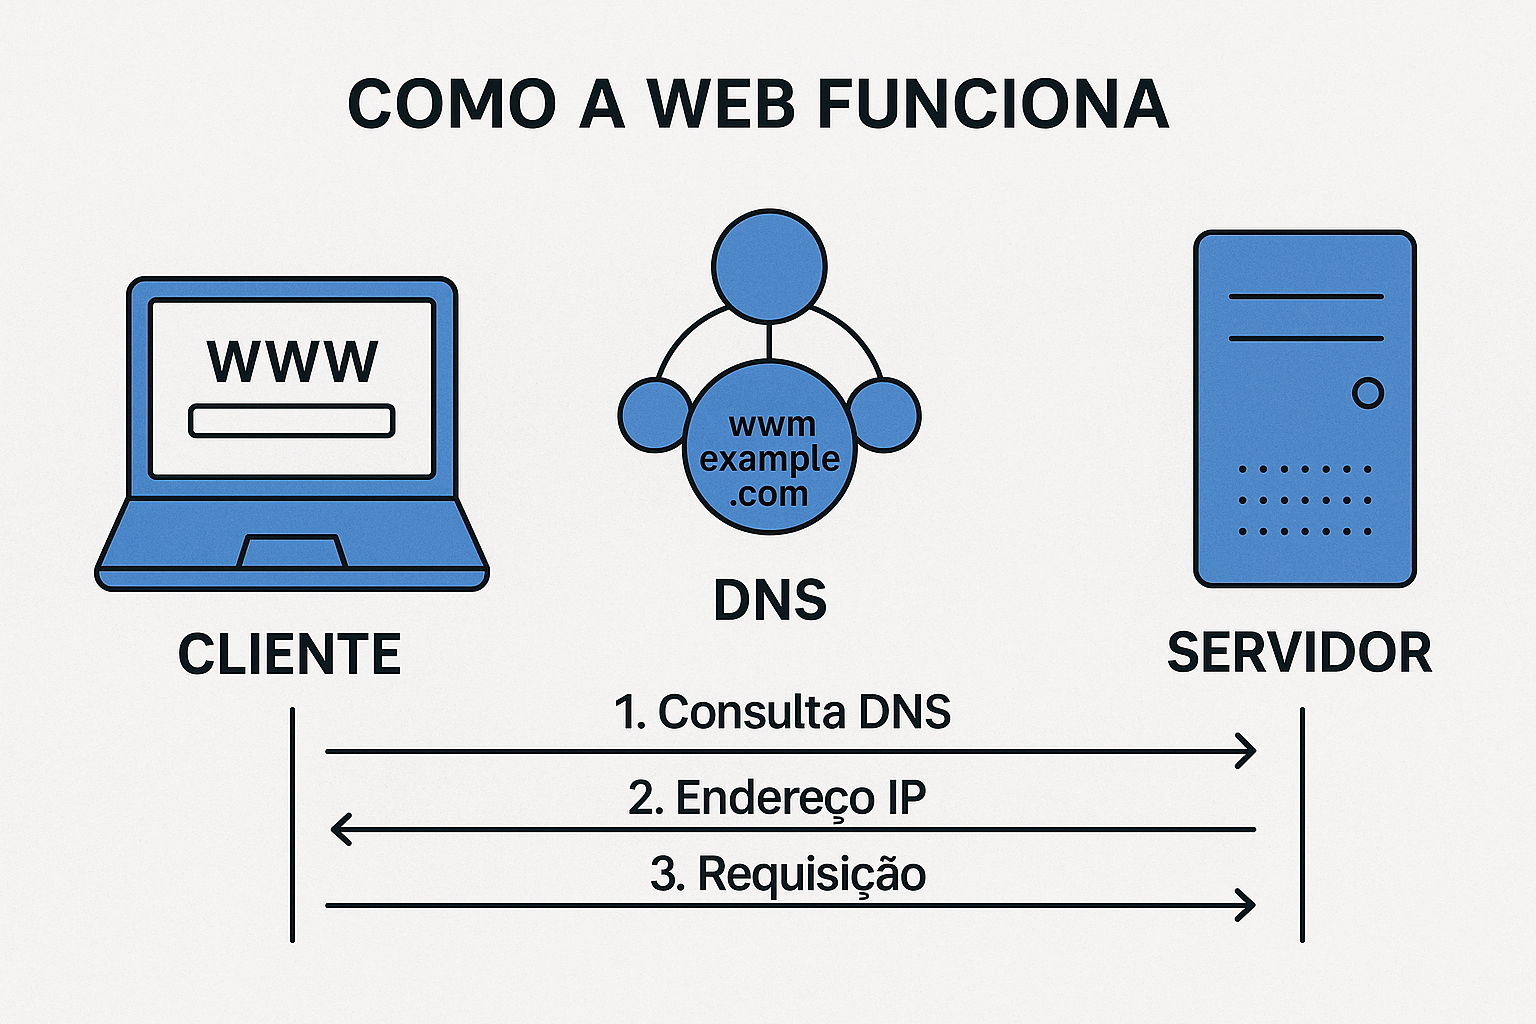 COMO A WEB FUNCIONA
WWW
wwm
example
.com
DNS
CLIENTE
SERVIDOR
1. Consulta DNS
2. Endereço IP
3. Requisição